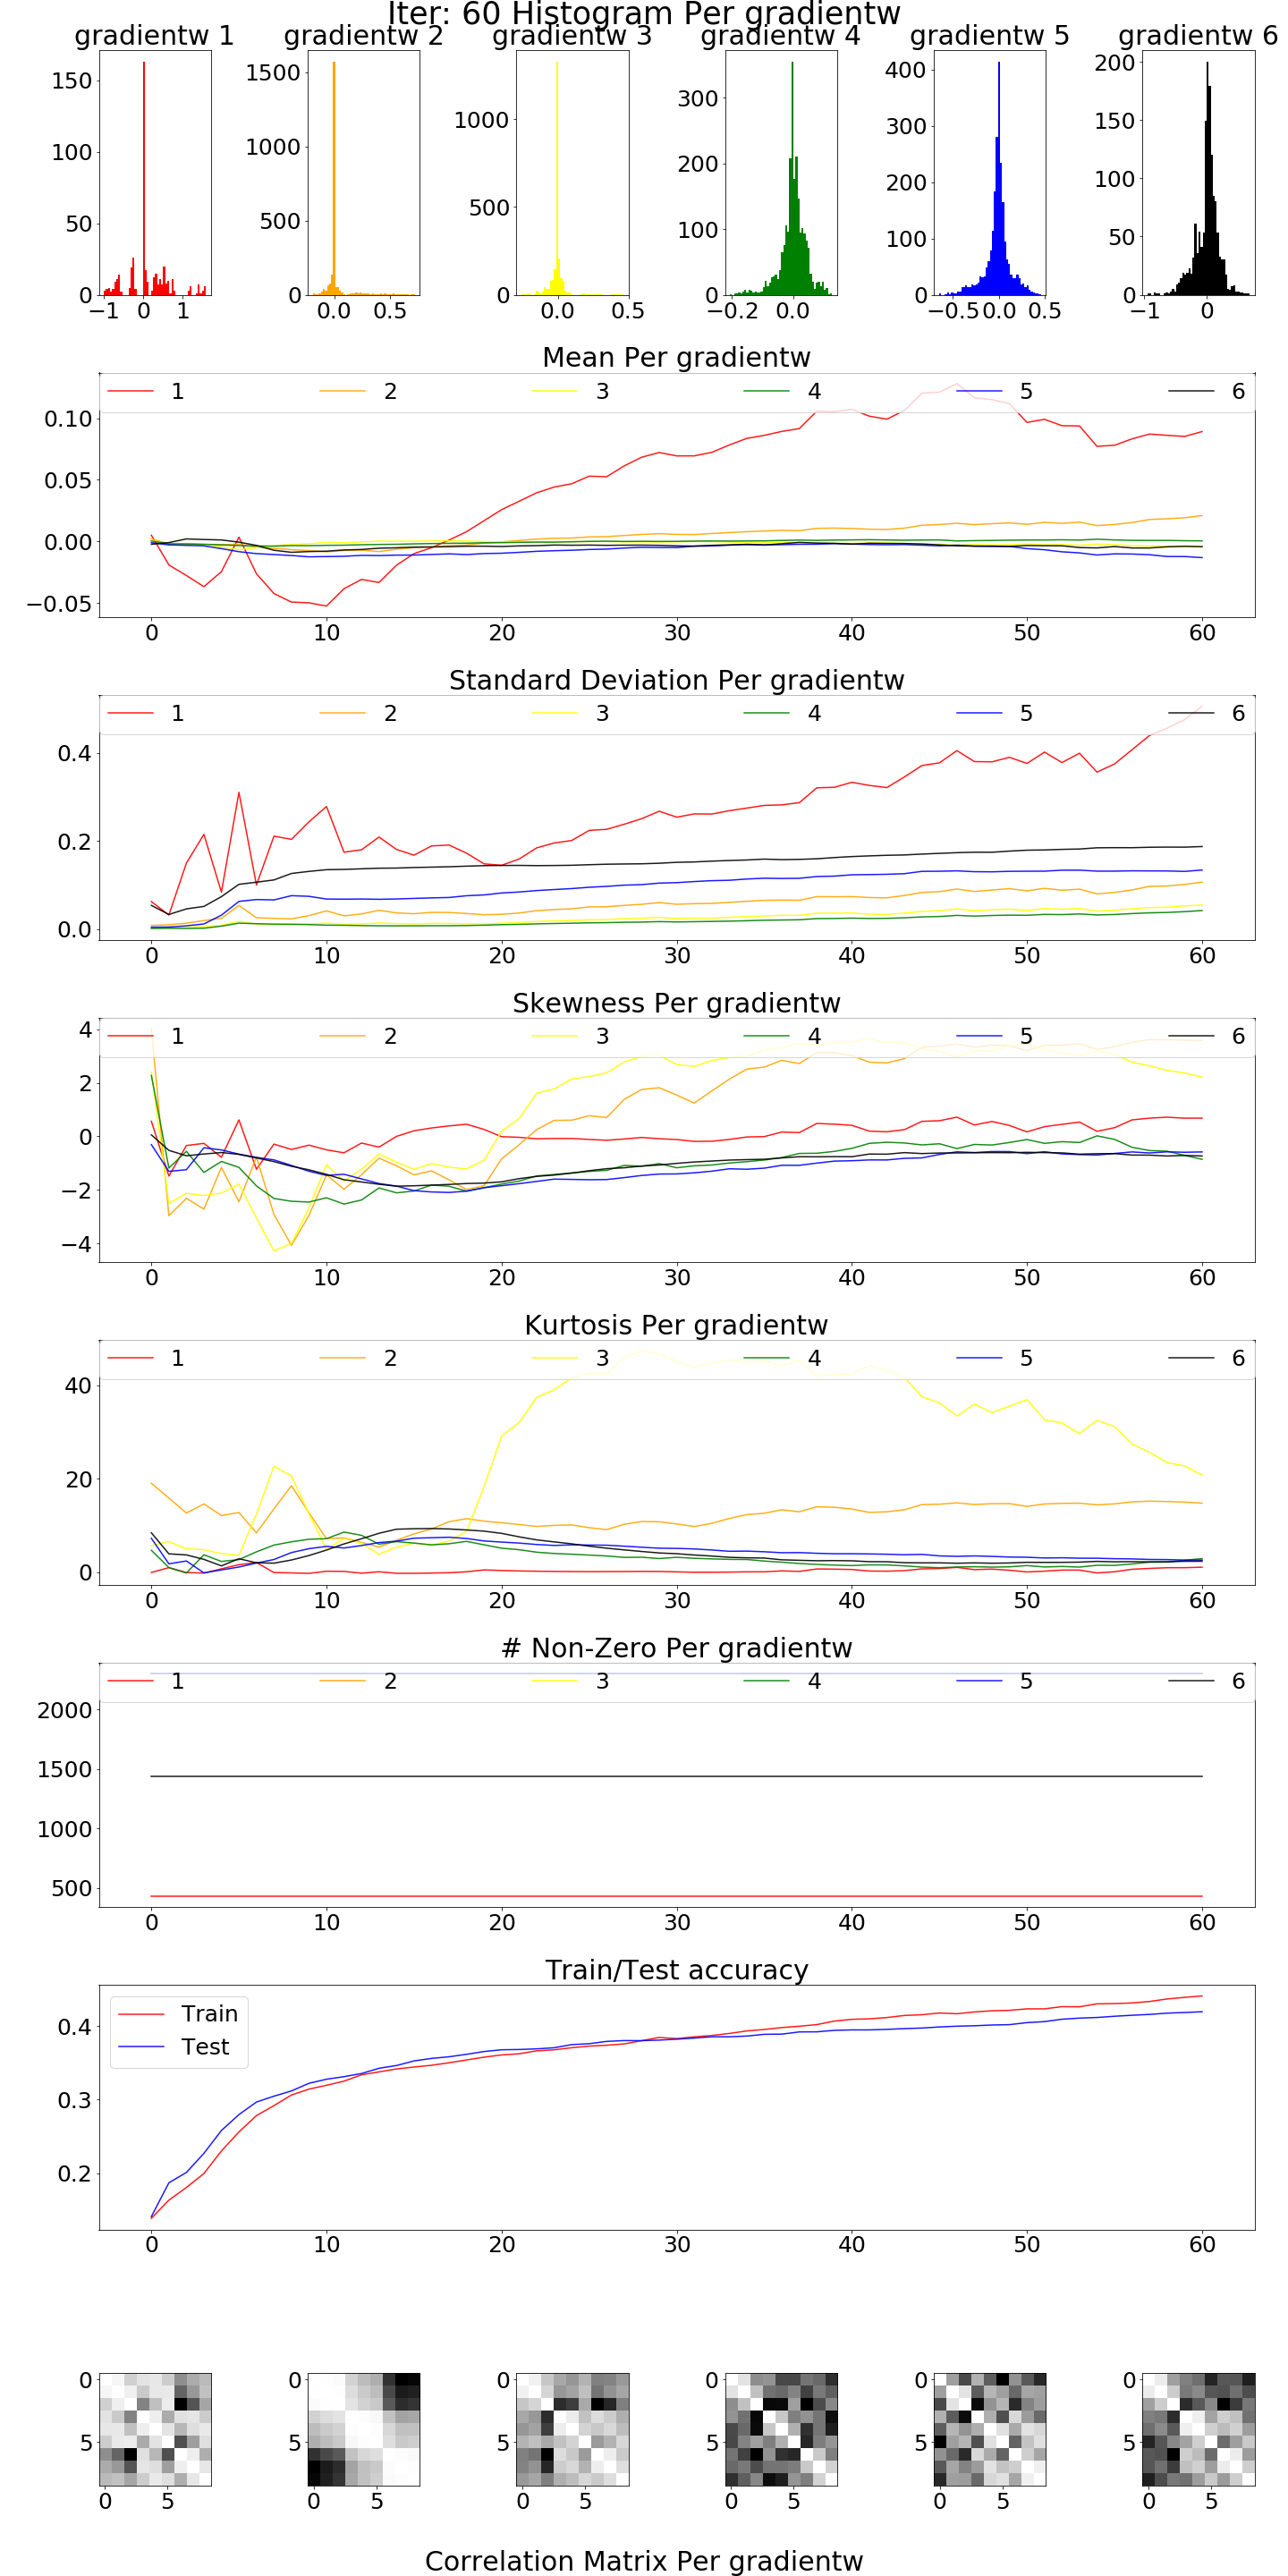 Iter: 60 Histogram Per gradientw
gradientw 1 gradientw 2 gradientw 3 gradientw 4 gradientw 5 gradientw 6
150
100
50
0
−1 0 1
1500
1000
500
0
0.0 0.5
1000
500
0
0.0 0.5
300
200
100
0
−0.2 0.0
400
300
200
100
0
−0.5 0.0 0.5
200
150
100
50
0
−1 0
Mean Per gradientw
1 2 3 4 5 6
0.10
0.05
0.00
−0.05
0 10 20 30 40 50 60
Standard Deviation Per gradientw
1 2 3 4 5 6
0.4
0.2
0.0
0 10 20 30 40 50 60
Skewness Per gradientw
1 2 3 4 5 6
4
2
0
−2
−4
0 10 20 30 40 50 60
Kurtosis Per gradientw
1 2 3 4 5 6
40
20
0
0 10 20 30 40 50 60
# Non-Zero Per gradientw
1 2 3 4 5 6
2000
1500
1000
500
0 10 20 30 40 50 60
Train/Test accuracy
Train
Test
0.4
0.3
0.2
0 10 20 30 40 50 60
0 0 0 0 0 0
5 5 5 5 5 5
0 5 0 5 0 5 0 5 0 5 0 5
Correlation Matrix Per gradientw